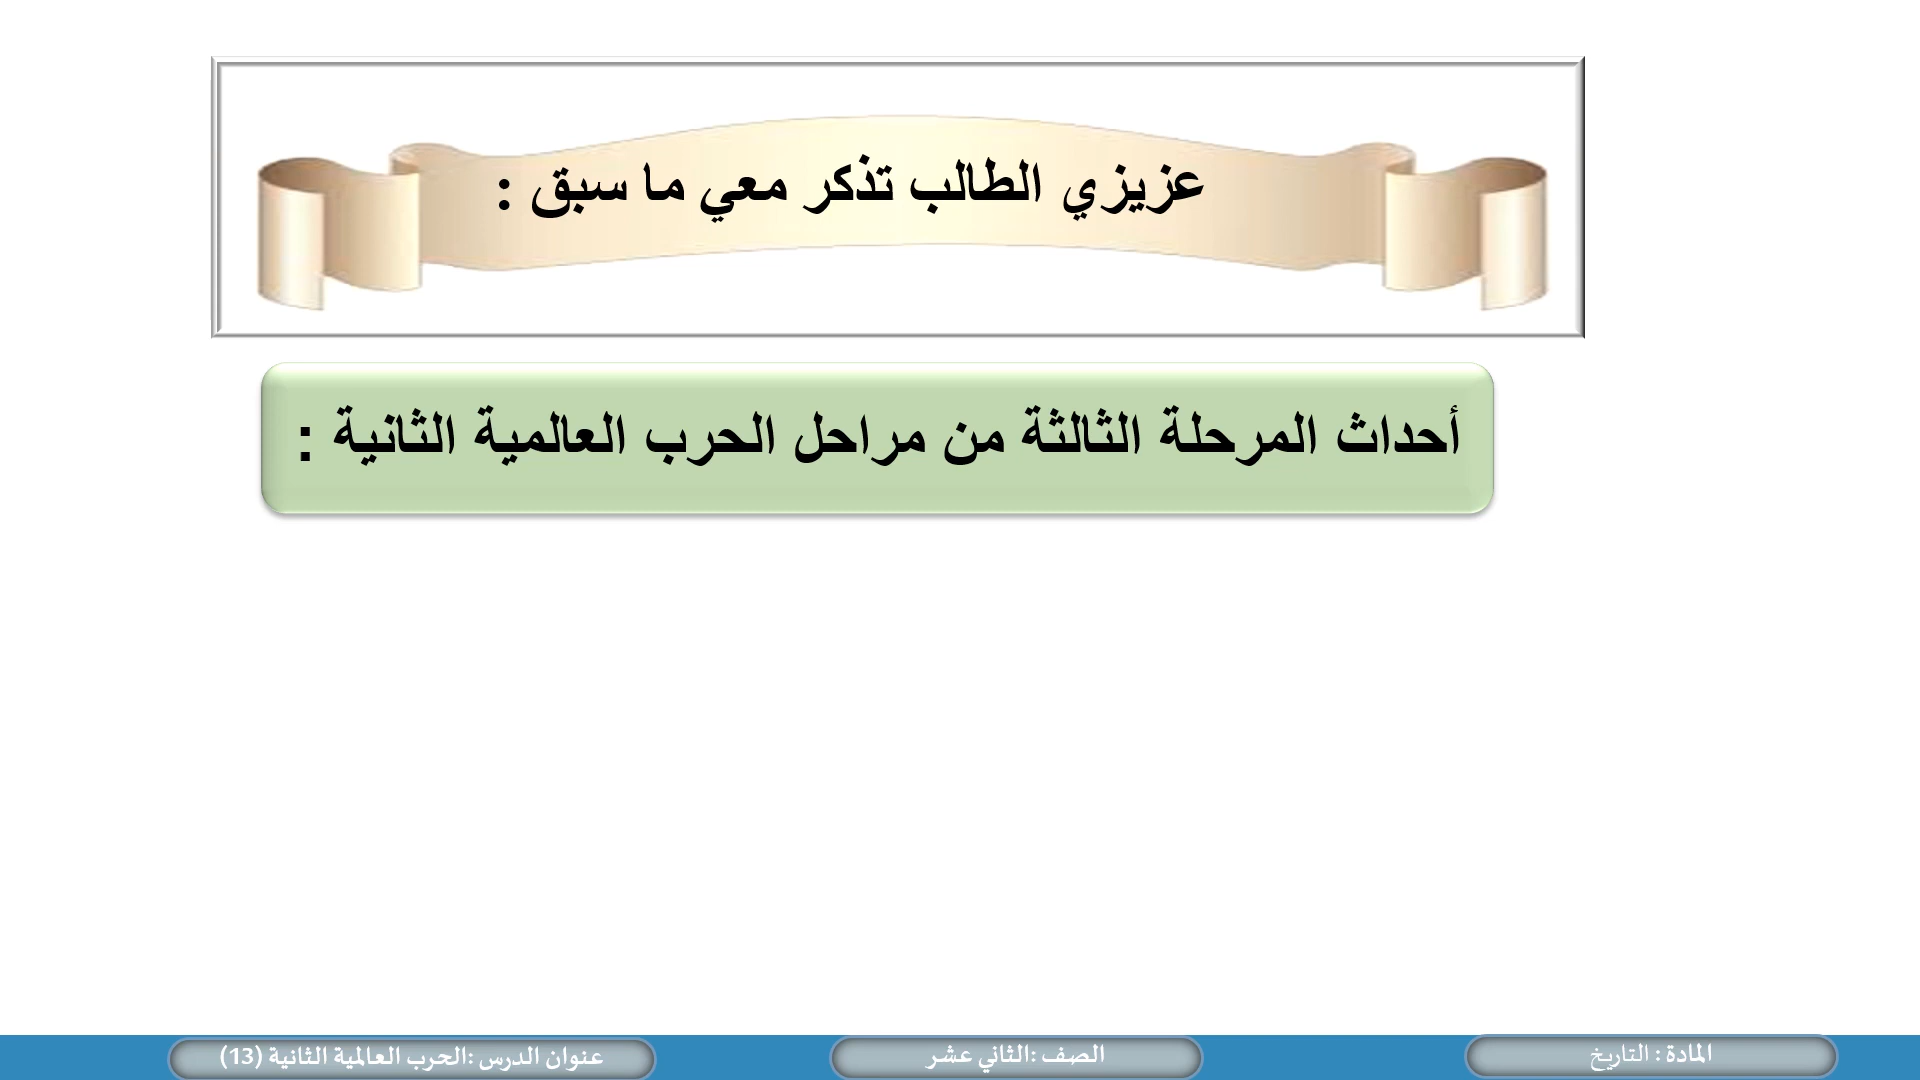 عزيزي الطالب تذكر معي ما سبق :
أحداث المرحلة الثالثة من مراحل الحرب العالمية الثانية :
المادة : التاريخ
الصف :الثاني عشر
عنوان الدرس :الحرب العالمية الثانية (13)